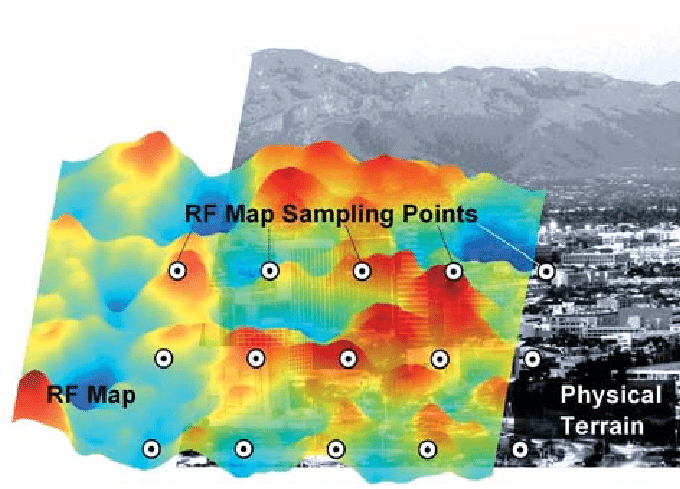 RF Map Sampling Points
RF Map
Physical
Terrain